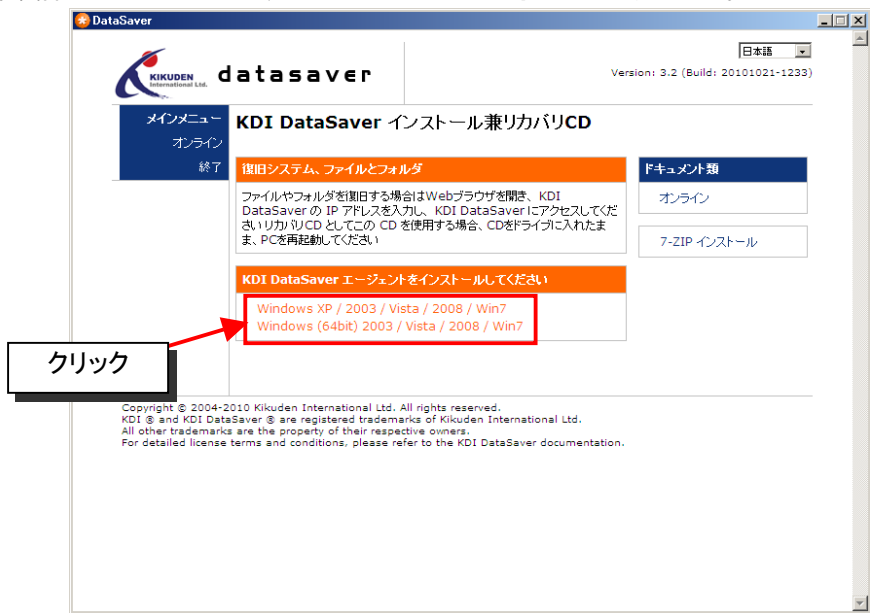 DataSaver
KIKUDEN
International Ltd.
datasaver
日本語
Version: 3.2 (Build: 20101021-1233)
メインメニュー
オンライン
終了
KDI DataSaver インストール兼リカバリCD
復旧システム、ファイルとフォルダ
ファイルやフォルダを復旧する場合はWebブラウザを開き、KDI
DataSaver の IP アドレスを入力し、KDI DataSaverにアクセスしてくだ
さい リカバリCD としてこの CD を使用する場合、CDをドライブに入れたま
ま、PCを再起動してください
ドキュメント類
オンライン
7-ZIP インストール
KDI DataSaver エージェントをインストールしてください
Windows XP / 2003 / Vista / 2008 / Win7
Windows (64bit) 2003 / Vista / 2008 / Win7
クリック
Copyright © 2004-2010 Kikuden International Ltd. All rights reserved.
KDI ® and KDI DataSaver ® are registered trademarks of Kikuden International Ltd.
All other trademarks are the property of their respective owners.
For detailed license terms and conditions, please refer to the KDI DataSaver documentation.